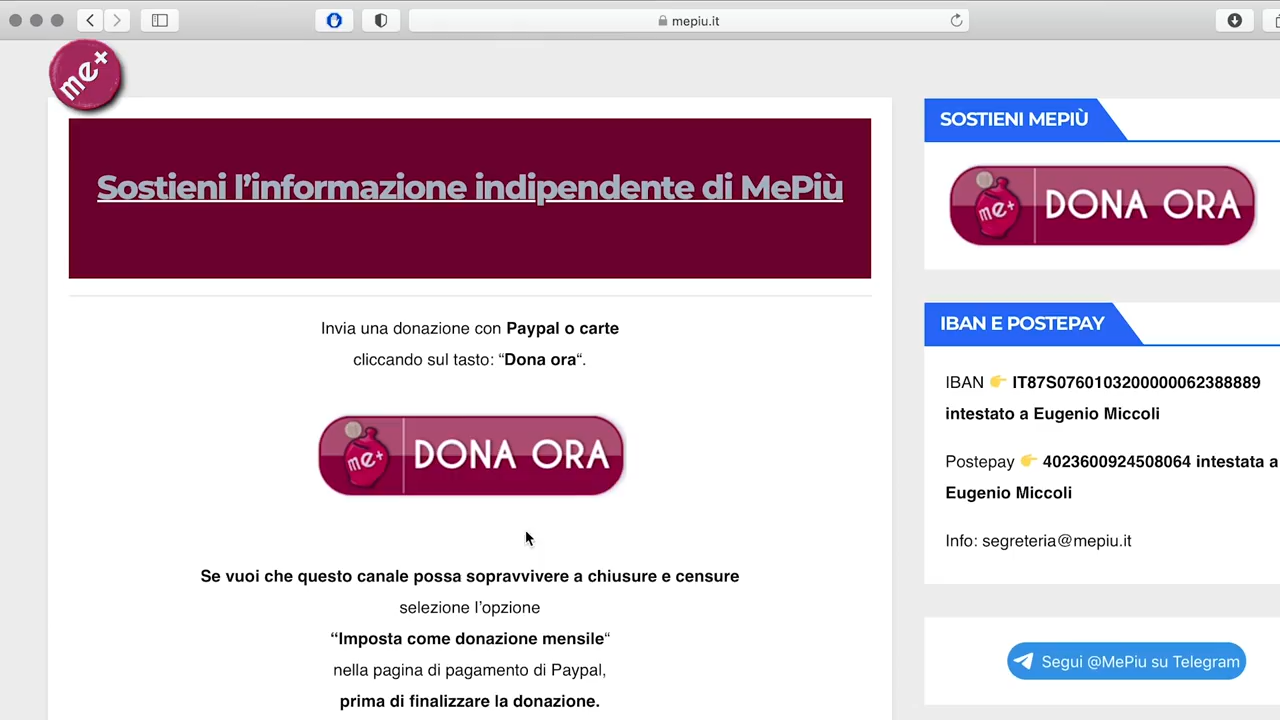 mepiu.it
me+
Sostieni l’informazione indipendente di MePiù
Invia una donazione con Paypal o carte
cliccando sul tasto: “Dona ora“.
me+ DONA ORA
Se vuoi che questo canale possa sopravvivere a chiusure e censure
selezione l’opzione
“Imposta come donazione mensile“
nella pagina di pagamento di Paypal,
prima di finalizzare la donazione.
SOSTIENI MEPIÙ
me+ DONA ORA
IBAN E POSTEPAY
IBAN 👉 IT87S0760103200000062388889
intestato a Eugenio Miccoli
Postepay 👉 4023600924508064 intestata a
Eugenio Miccoli
Info: segreteria@mepiu.it
Segui @MePiu su Telegram